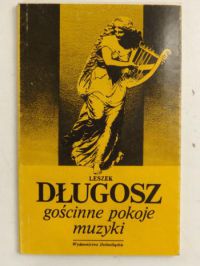 LESZEK
DŁUGOSZ
gościnne pokoje
muzyki
Wydawnictwo Dolnośląskie